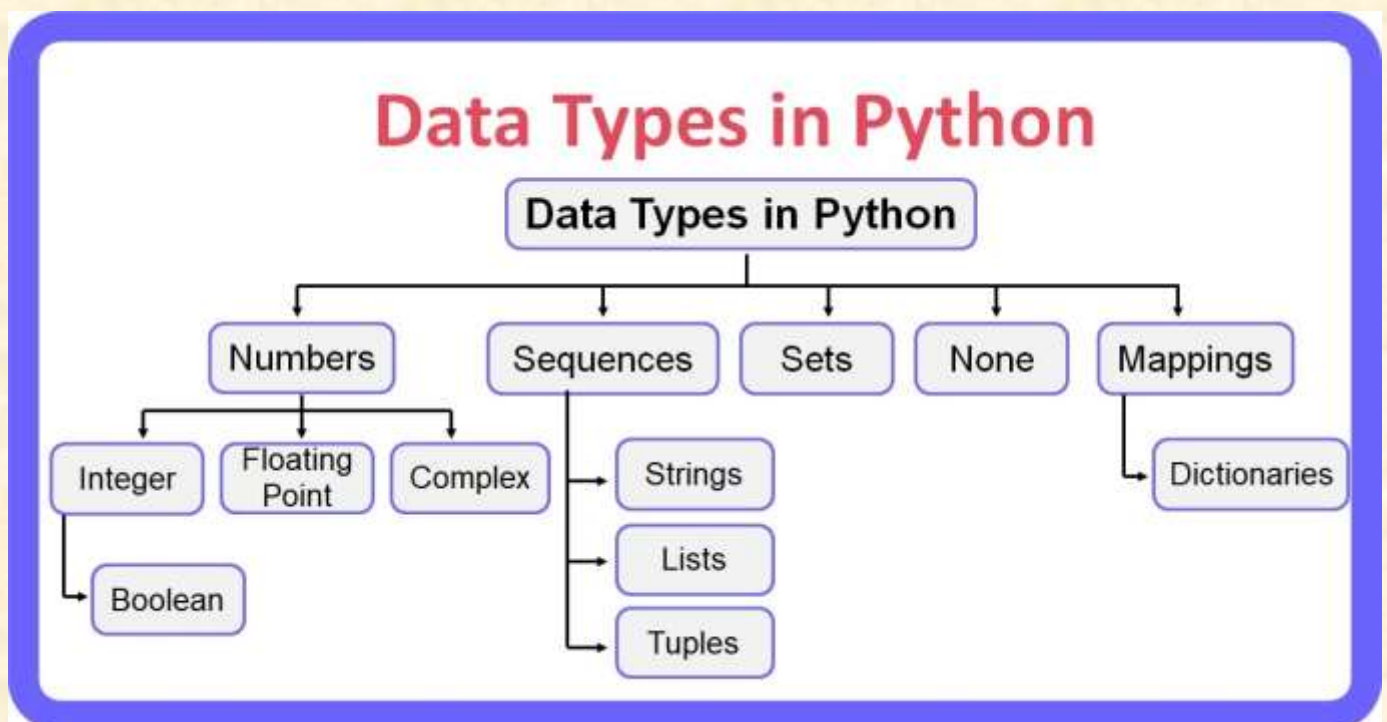 Data Types in Python
Data Types in Python
Numbers
Sequences
Sets
None
Mappings
Integer
Floating
Point
Complex
Strings
Dictionaries
Lists
Boolean
Tuples